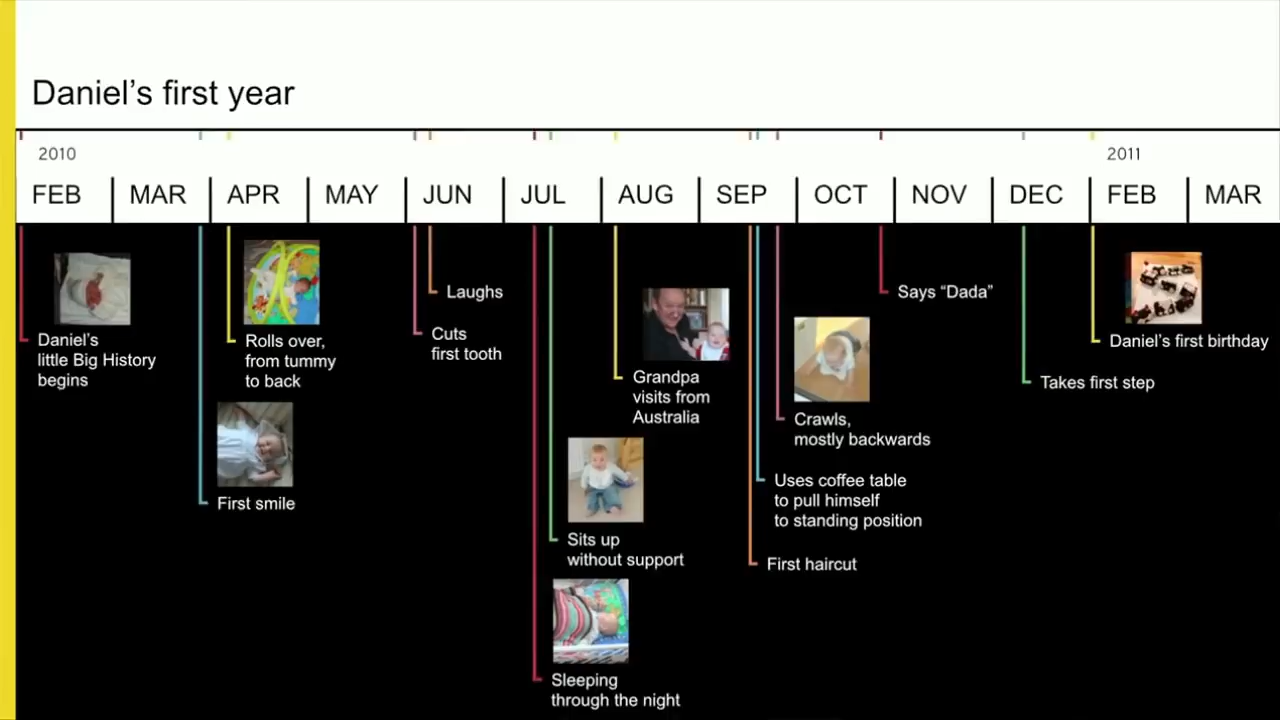 Daniel’s first year
2010
2011
FEB
MAR
APR
MAY
JUN
JUL
AUG
SEP
OCT
NOV
DEC
FEB
MAR
Daniel’s
little Big History
begins
First smile
Rolls over,
from tummy
to back
Cuts
first tooth
Laughs
Sleeping
through the night
Sits up
without support
Grandpa
visits from
Australia
First haircut
Uses coffee table
to pull himself
to standing position
Crawls,
mostly backwards
Says “Dada”
Takes first step
Daniel’s first birthday